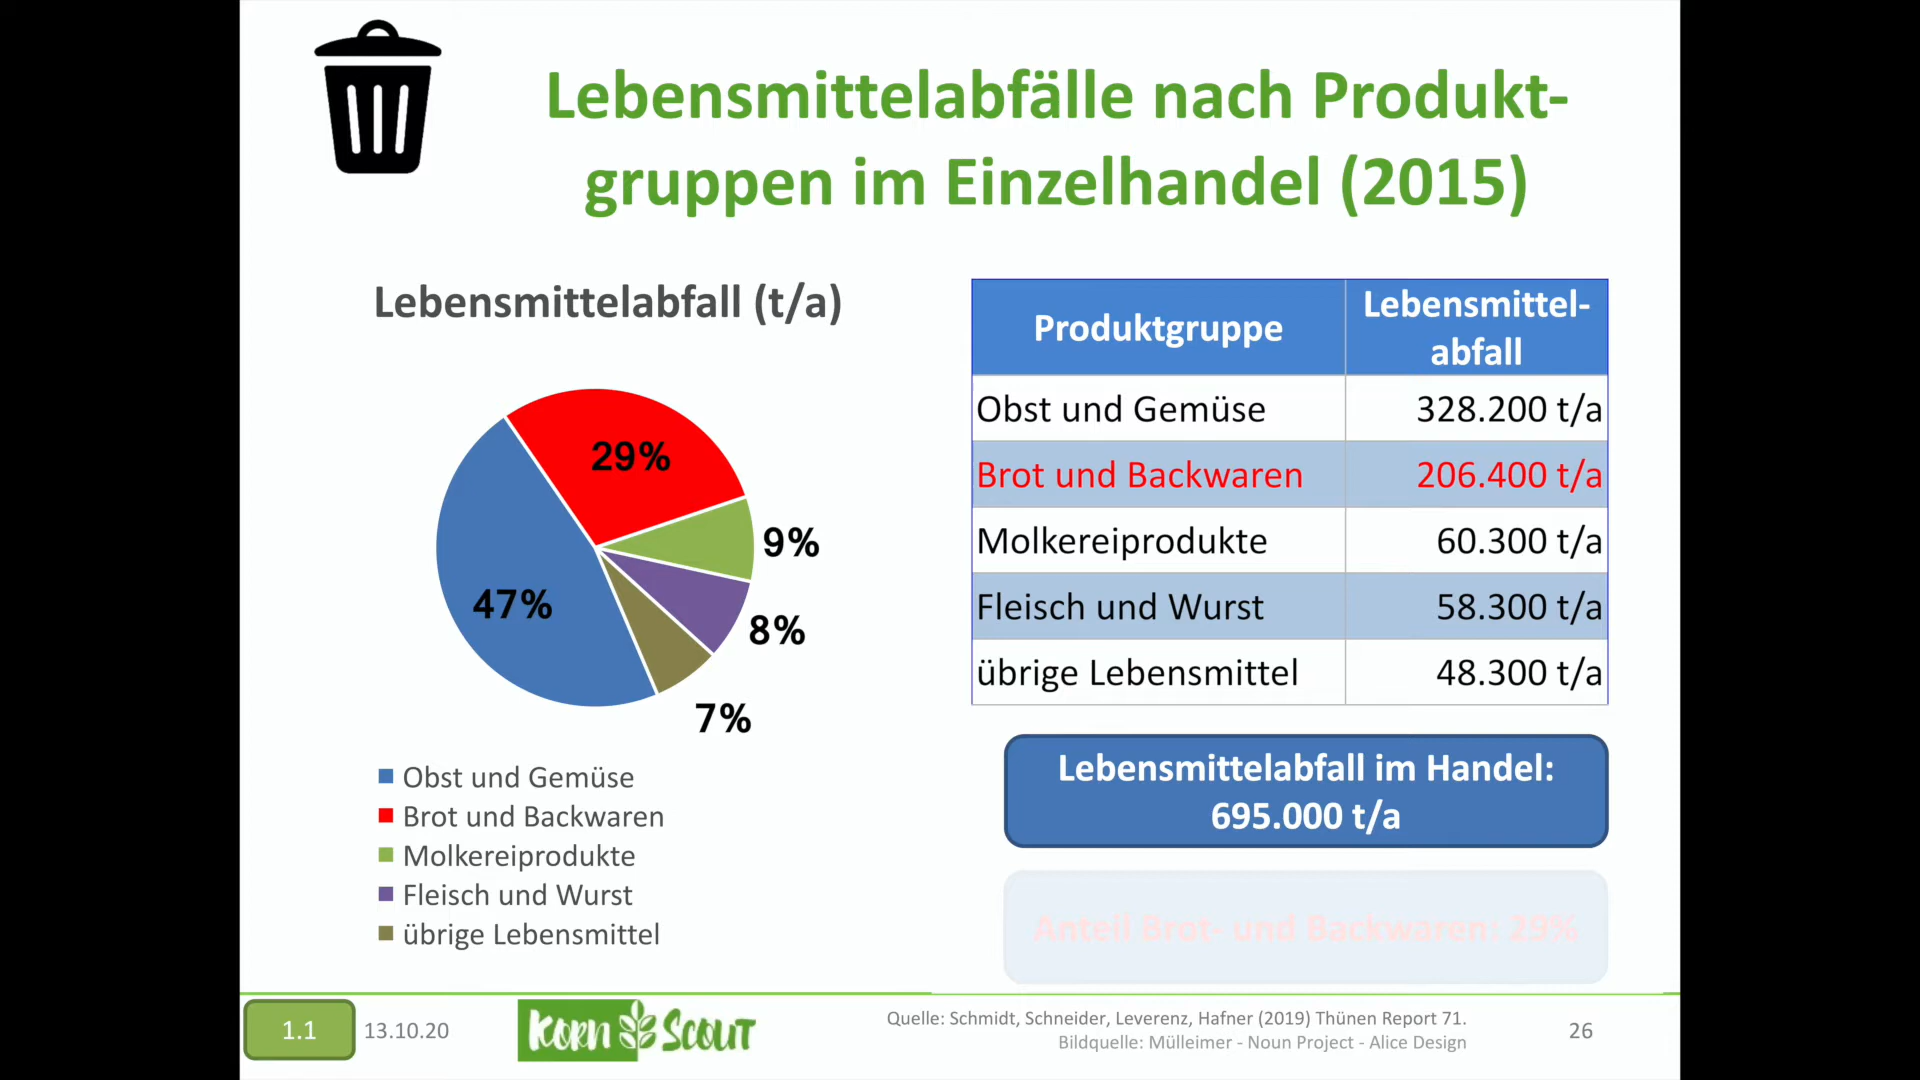 Lebensmittelabfälle nach Produkt-
gruppen im Einzelhandel (2015)
Lebensmittelabfall (t/a)
29%
9%
47%
8%
7%
Obst und Gemüse
Brot und Backwaren
Molkereiprodukte
Fleisch und Wurst
übrige Lebensmittel
Produktgruppe Lebensmittel-
abfall
Obst und Gemüse 328.200 t/a
Brot und Backwaren 206.400 t/a
Molkereiprodukte 60.300 t/a
Fleisch und Wurst 58.300 t/a
übrige Lebensmittel 48.300 t/a
Lebensmittelabfall im Handel:
695.000 t/a
Anteil Brot- und Backwaren: 29%
1.1 13.10.20
Korn Scout
Quelle: Schmidt, Schneider, Leverenz, Hafner (2019) Thünen Report 71.
Bildquelle: Mülleimer - Noun Project - Alice Design
26